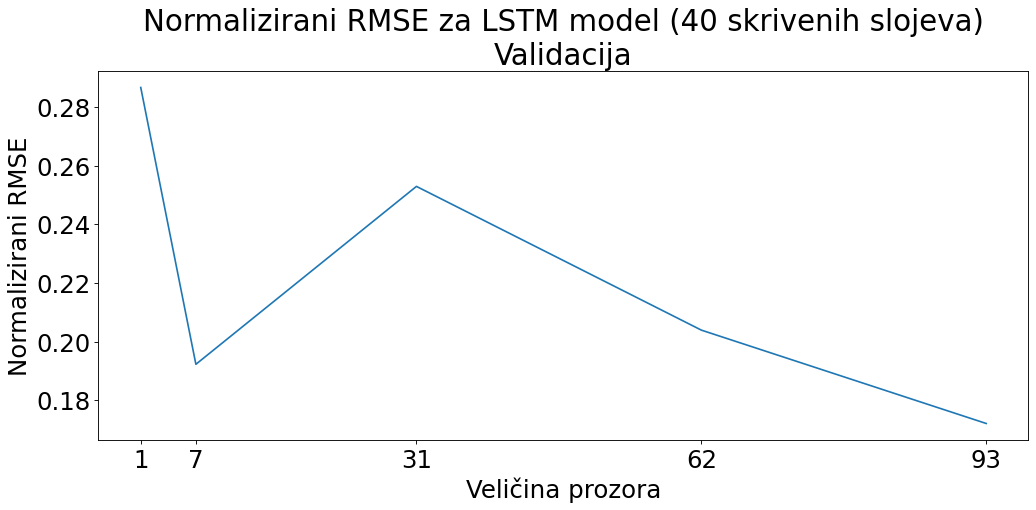 Normalizirani RMSE za LSTM model (40 skrivenih slojeva)
Validacija
Normalizirani RMSE
0.28
0.26
0.24
0.22
0.20
0.18
1 7 31 62 93
Veličina prozora